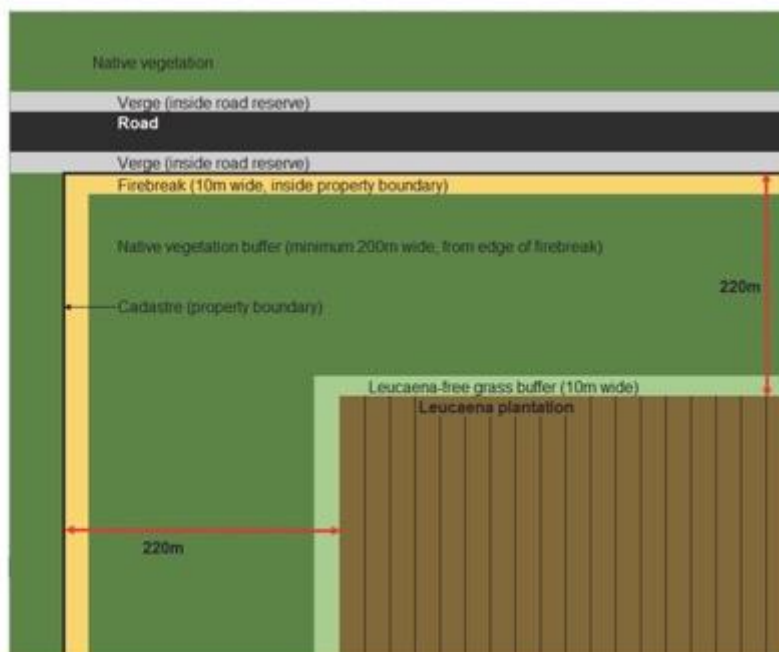 Native vegetation
Verge (inside road reserve)
Road
Verge (inside road reserve)
Firebreak (10m wide, inside property boundary)
Native vegetation buffer (minimum 200m wide, from edge of firebreak)
220m
Cadastre (property boundary)
Leucaena-free grass buffer (10m wide)
Leucaena plantation
220m